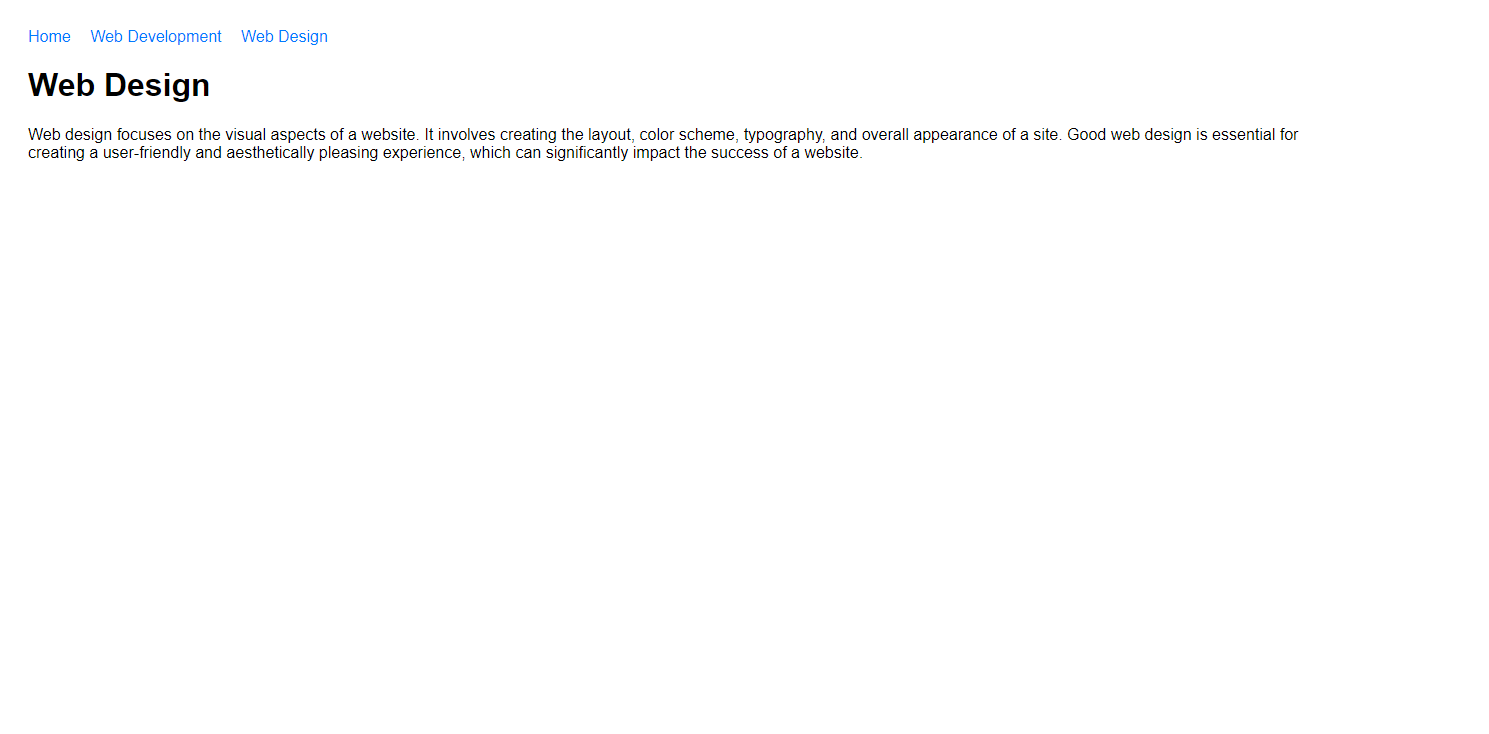 Home Web Development Web Design
Web Design
Web design focuses on the visual aspects of a website. It involves creating the layout, color scheme, typography, and overall appearance of a site. Good web design is essential for
creating a user-friendly and aesthetically pleasing experience, which can significantly impact the success of a website.